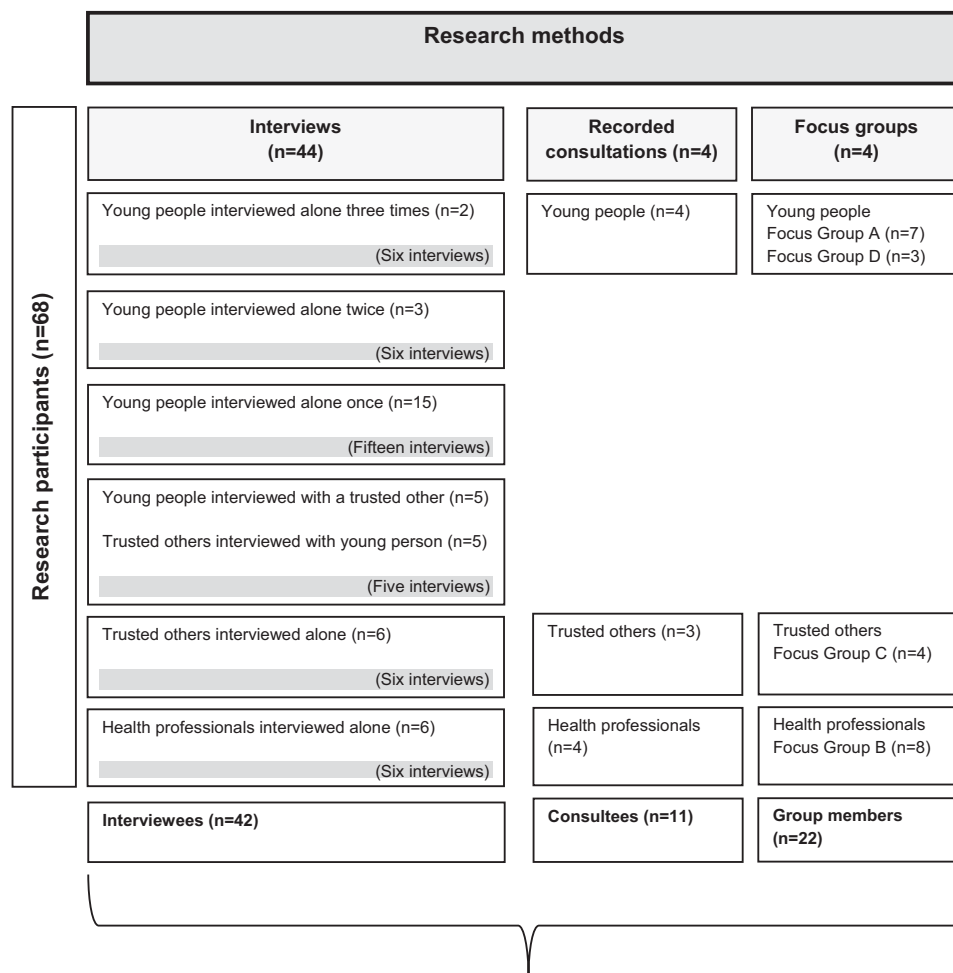 Research methods
Research participants (n=68)
Interviews
(n=44)
Recorded
consultations (n=4)
Focus groups
(n=4)
Young people interviewed alone three times (n=2)
(Six interviews)
Young people (n=4)
Young people
Focus Group A (n=7)
Focus Group D (n=3)
Young people interviewed alone twice (n=3)
(Six interviews)
Young people interviewed alone once (n=15)
(Fifteen interviews)
Young people interviewed with a trusted other (n=5)
Trusted others interviewed with young person (n=5)
(Five interviews)
Trusted others interviewed alone (n=6)
(Six interviews)
Trusted others (n=3)
Trusted others
Focus Group C (n=4)
Health professionals interviewed alone (n=6)
(Six interviews)
Health professionals
(n=4)
Health professionals
Focus Group B (n=8)
Interviewees (n=42)
Consultees (n=11)
Group members
(n=22)